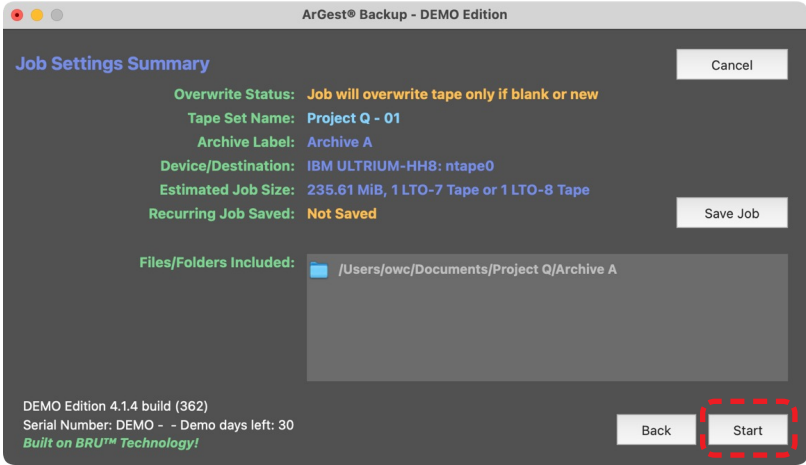 ArGest® Backup - DEMO Edition
Job Settings Summary
Cancel
Overwrite Status: Job will overwrite tape only if blank or new
Tape Set Name: Project Q - 01
Archive Label: Archive A
Device/Destination: IBM ULTRIUM-HH8: ntape0
Estimated Job Size: 235.61 MiB, 1 LTO-7 Tape or 1 LTO-8 Tape
Recurring Job Saved: Not Saved
Save Job
Files/Folders Included: /Users/owc/Documents/Project Q/Archive A
DEMO Edition 4.1.4 build (362)
Serial Number: DEMO - - Demo days left: 30
Built on BRU™ Technology!
Back
Start